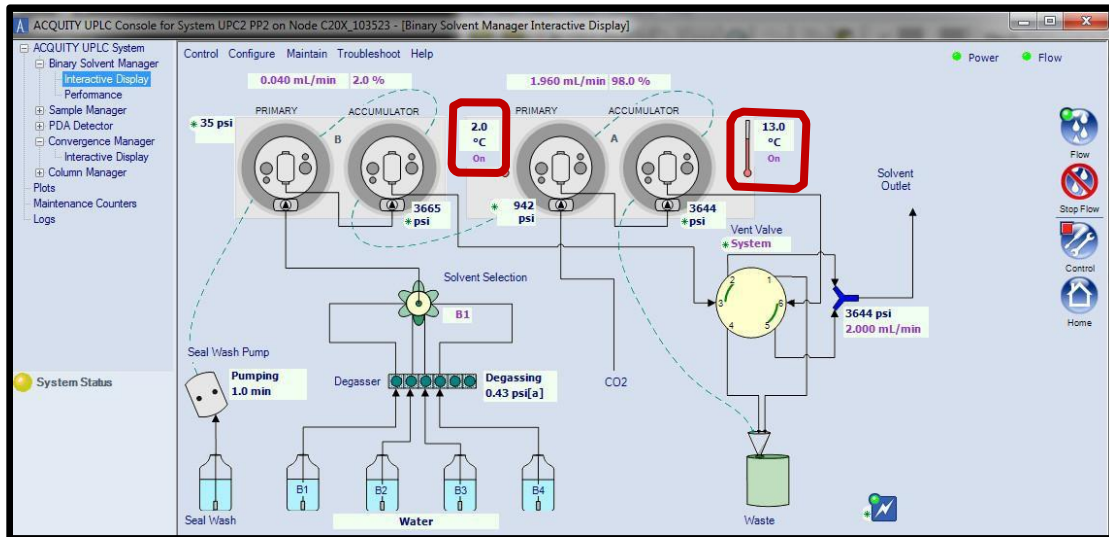 ACQUITY UPLC Console for System UPC2 PP2 on Node C20X_103523 - [Binary Solvent Manager Interactive Display]
ACQUITY UPLC System
Binary Solvent Manager
Interactive Display
Performance
Sample Manager
PDA Detector
Convergence Manager
Interactive Display
Column Manager
Plots
Maintenance Counters
Logs
System Status
Control Configure Maintain Troubleshoot Help
Power Flow
0.040 mL/min 2.0 %
1.960 mL/min 98.0 %
PRIMARY ACCUMULATOR
PRIMARY ACCUMULATOR
35 psi
B
2.0
°C
On
A
13.0
°C
On
3665
psi
942
psi
3644
psi
Solvent
Outlet
Vent Valve
System
2 1
3 6
4 5
3644 psi
2.000 mL/min
Solvent Selection
B1
Seal Wash Pump
Pumping
1.0 min
Degasser
Degassing
0.43 psi[a]
CO2
B1 B2 B3 B4
Seal Wash
Water
Waste
Flow
Stop Flow
Control
Home